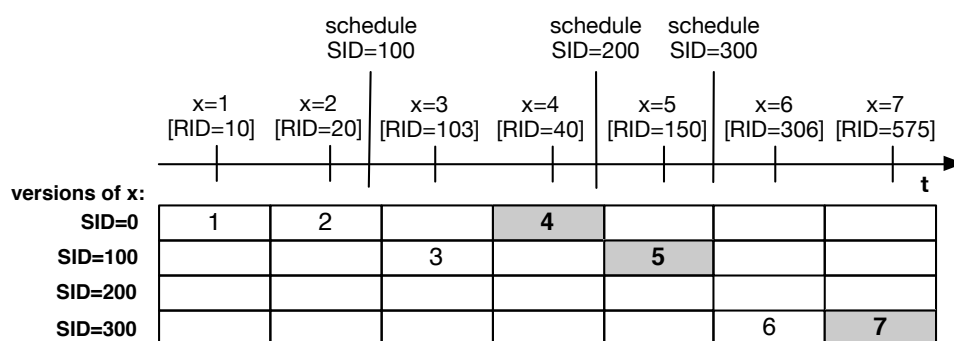 schedule schedule schedule
SID=100 SID=200 SID=300
x=1 x=2 x=3 x=4 x=5 x=6 x=7
[RID=10] [RID=20] [RID=103] [RID=40] [RID=150] [RID=306] [RID=575]
t
versions of x:
SID=0 1 2 4
SID=100 3 5
SID=200
SID=300 6 7